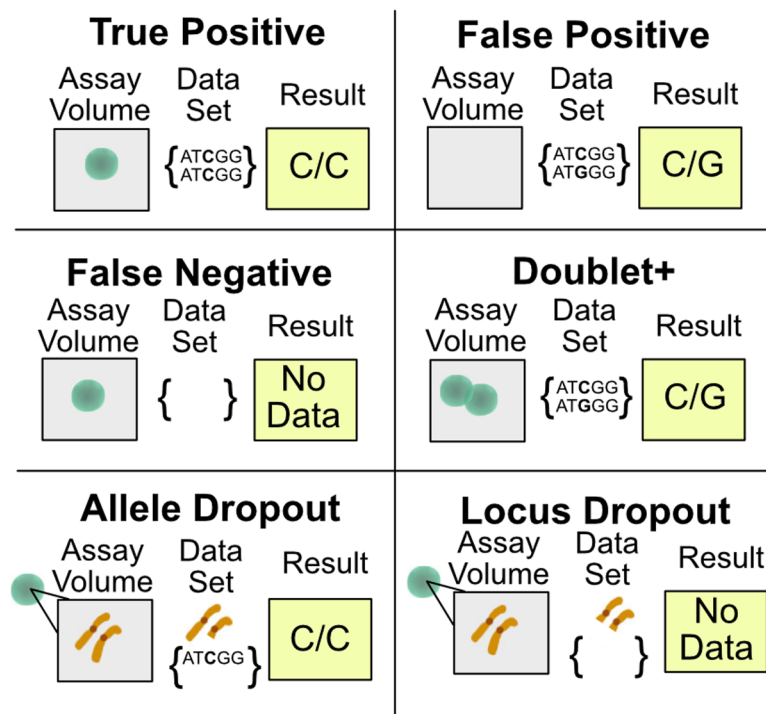 True Positive
Assay
Volume
Data
Set
Result
{ATCGG
ATCGG}
C/C
False Positive
Assay
Volume
Data
Set
Result
{ATCGG
ATGGG}
C/G
False Negative
Assay
Volume
Data
Set
Result
{ }
No
Data
Doublet+
Assay
Volume
Data
Set
Result
{ATCGG
ATGGG}
C/G
Allele Dropout
Assay
Volume
Data
Set
Result
{ATCGG}
C/C
Locus Dropout
Assay
Volume
Data
Set
Result
{ }
No
Data